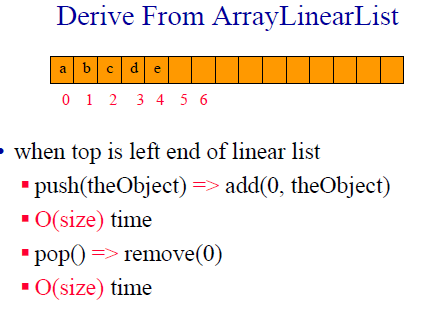 Derive From ArrayLinearList
a b c d e
0 1 2 3 4 5 6
• when top is left end of linear list
▪ push(theObject) => add(0, theObject)
▪ O(size) time
▪ pop() => remove(0)
▪ O(size) time